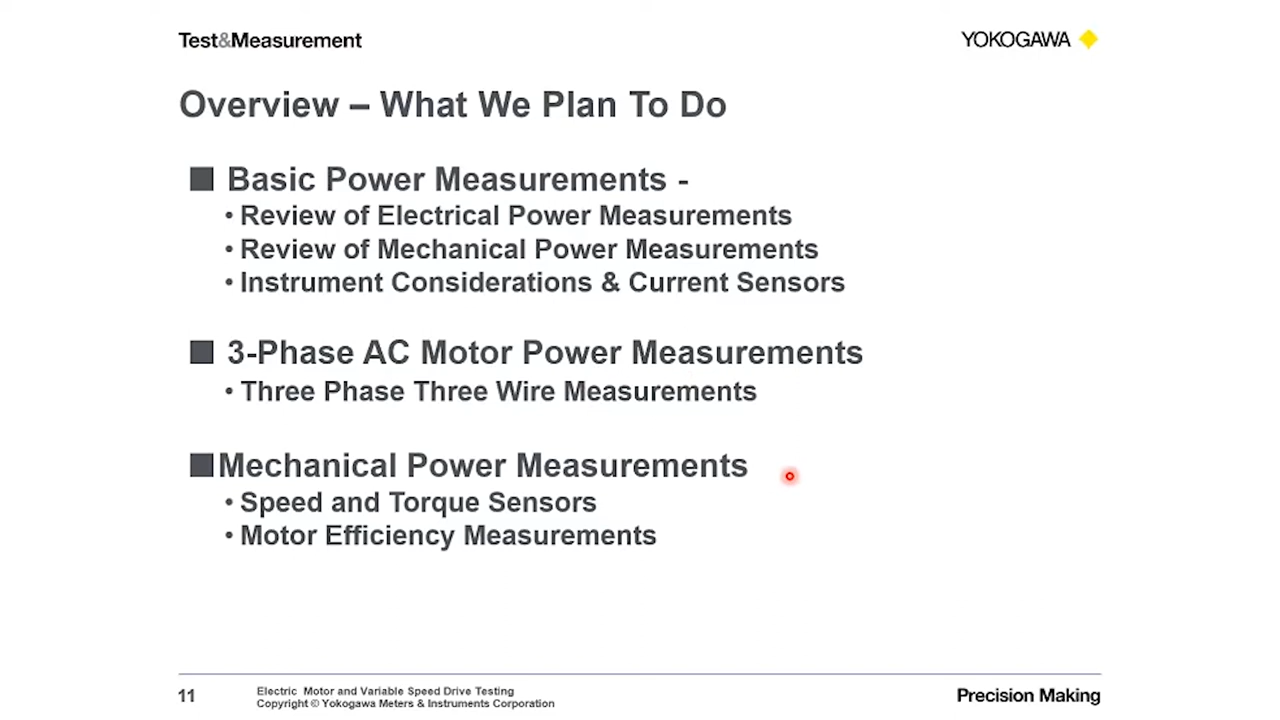 Test&Measurement
YOKOGAWA
Overview – What We Plan To Do
Basic Power Measurements -
• Review of Electrical Power Measurements
• Review of Mechanical Power Measurements
• Instrument Considerations & Current Sensors
3-Phase AC Motor Power Measurements
• Three Phase Three Wire Measurements
Mechanical Power Measurements
• Speed and Torque Sensors
• Motor Efficiency Measurements
11
Electric Motor and Variable Speed Drive Testing
Copyright © Yokogawa Meters & Instruments Corporation
Precision Making